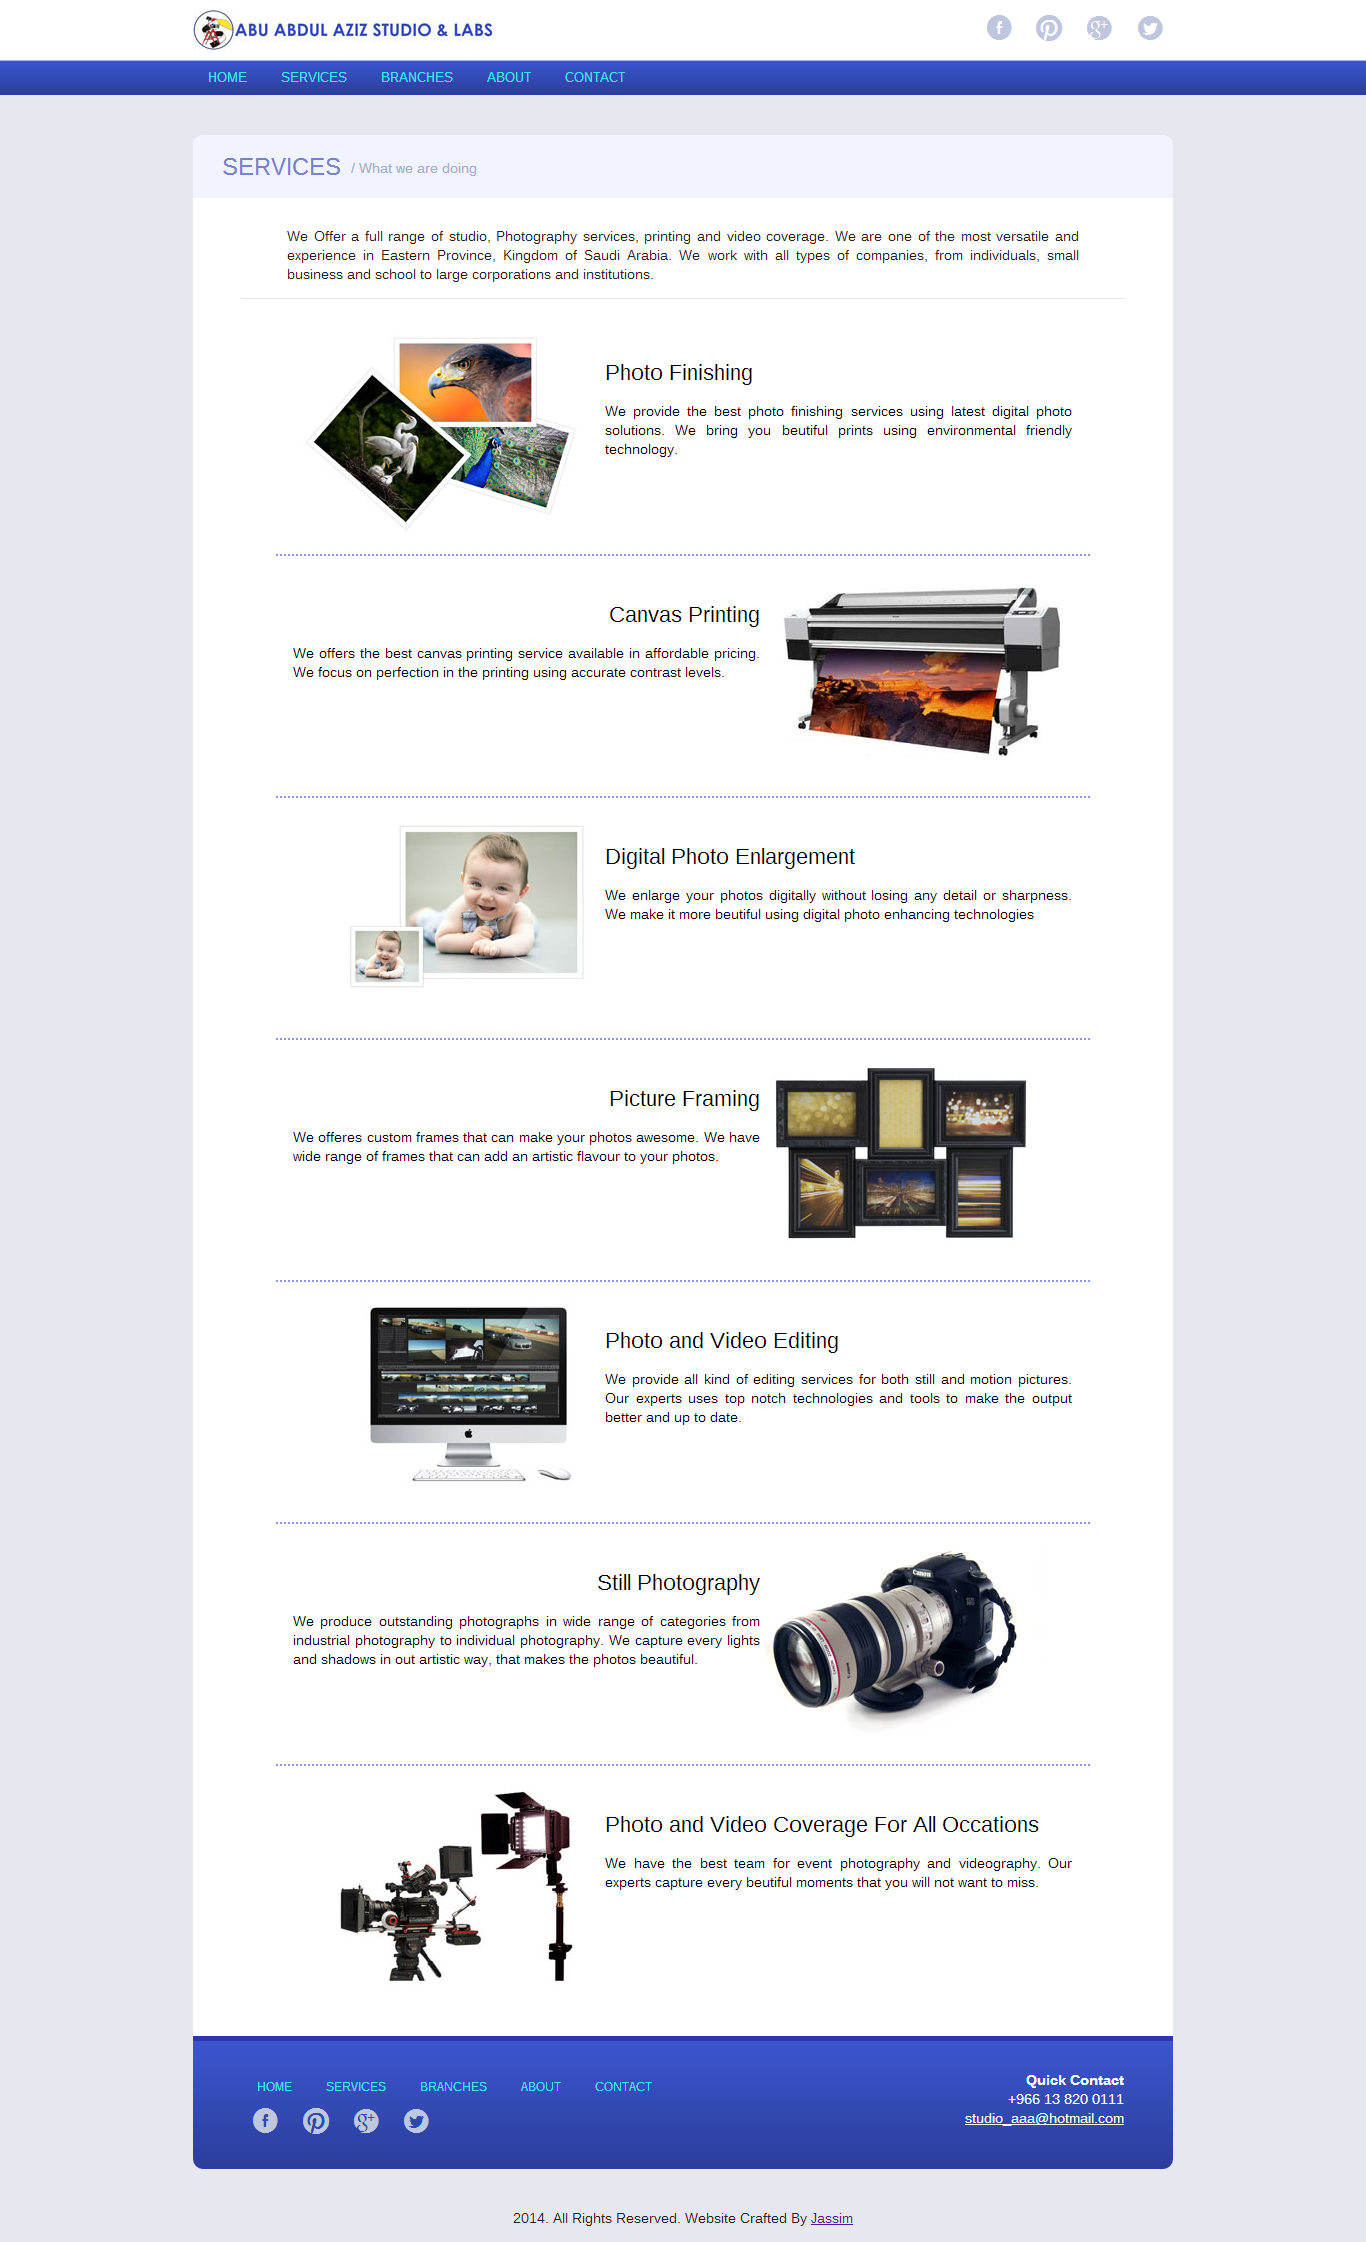 ABU ABDUL AZIZ STUDIO & LABS
HOME SERVICES BRANCHES ABOUT CONTACT
SERVICES / What we are doing
We Offer a full range of studio, Photography services, printing and video coverage. We are one of the most versatile and
experience in Eastern Province, Kingdom of Saudi Arabia. We work with all types of companies, from individuals, small
business and school to large corporations and institutions.
Photo Finishing
We provide the best photo finishing services using latest digital photo
solutions. We bring you beutiful prints using environmental friendly
technology.
Canvas Printing
We offers the best canvas printing service available in affordable pricing.
We focus on perfection in the printing using accurate contrast levels.
Digital Photo Enlargement
We enlarge your photos digitally without losing any detail or sharpness.
We make it more beutiful using digital photo enhancing technologies
Picture Framing
We offeres custom frames that can make your photos awesome. We have
wide range of frames that can add an artistic flavour to your photos.
Photo and Video Editing
We provide all kind of editing services for both still and motion pictures.
Our experts uses top notch technologies and tools to make the output
better and up to date.
Still Photography
We produce outstanding photographs in wide range of categories from
industrial photography to individual photography. We capture every lights
and shadows in out artistic way, that makes the photos beautiful.
Canon
Photo and Video Coverage For All Occations
We have the best team for event photography and videography. Our
experts capture every beutiful moments that you will not want to miss.
HOME SERVICES BRANCHES ABOUT CONTACT
Quick Contact
+966 13 820 0111
studio_aaa@hotmail.com
2014. All Rights Reserved. Website Crafted By Jassim